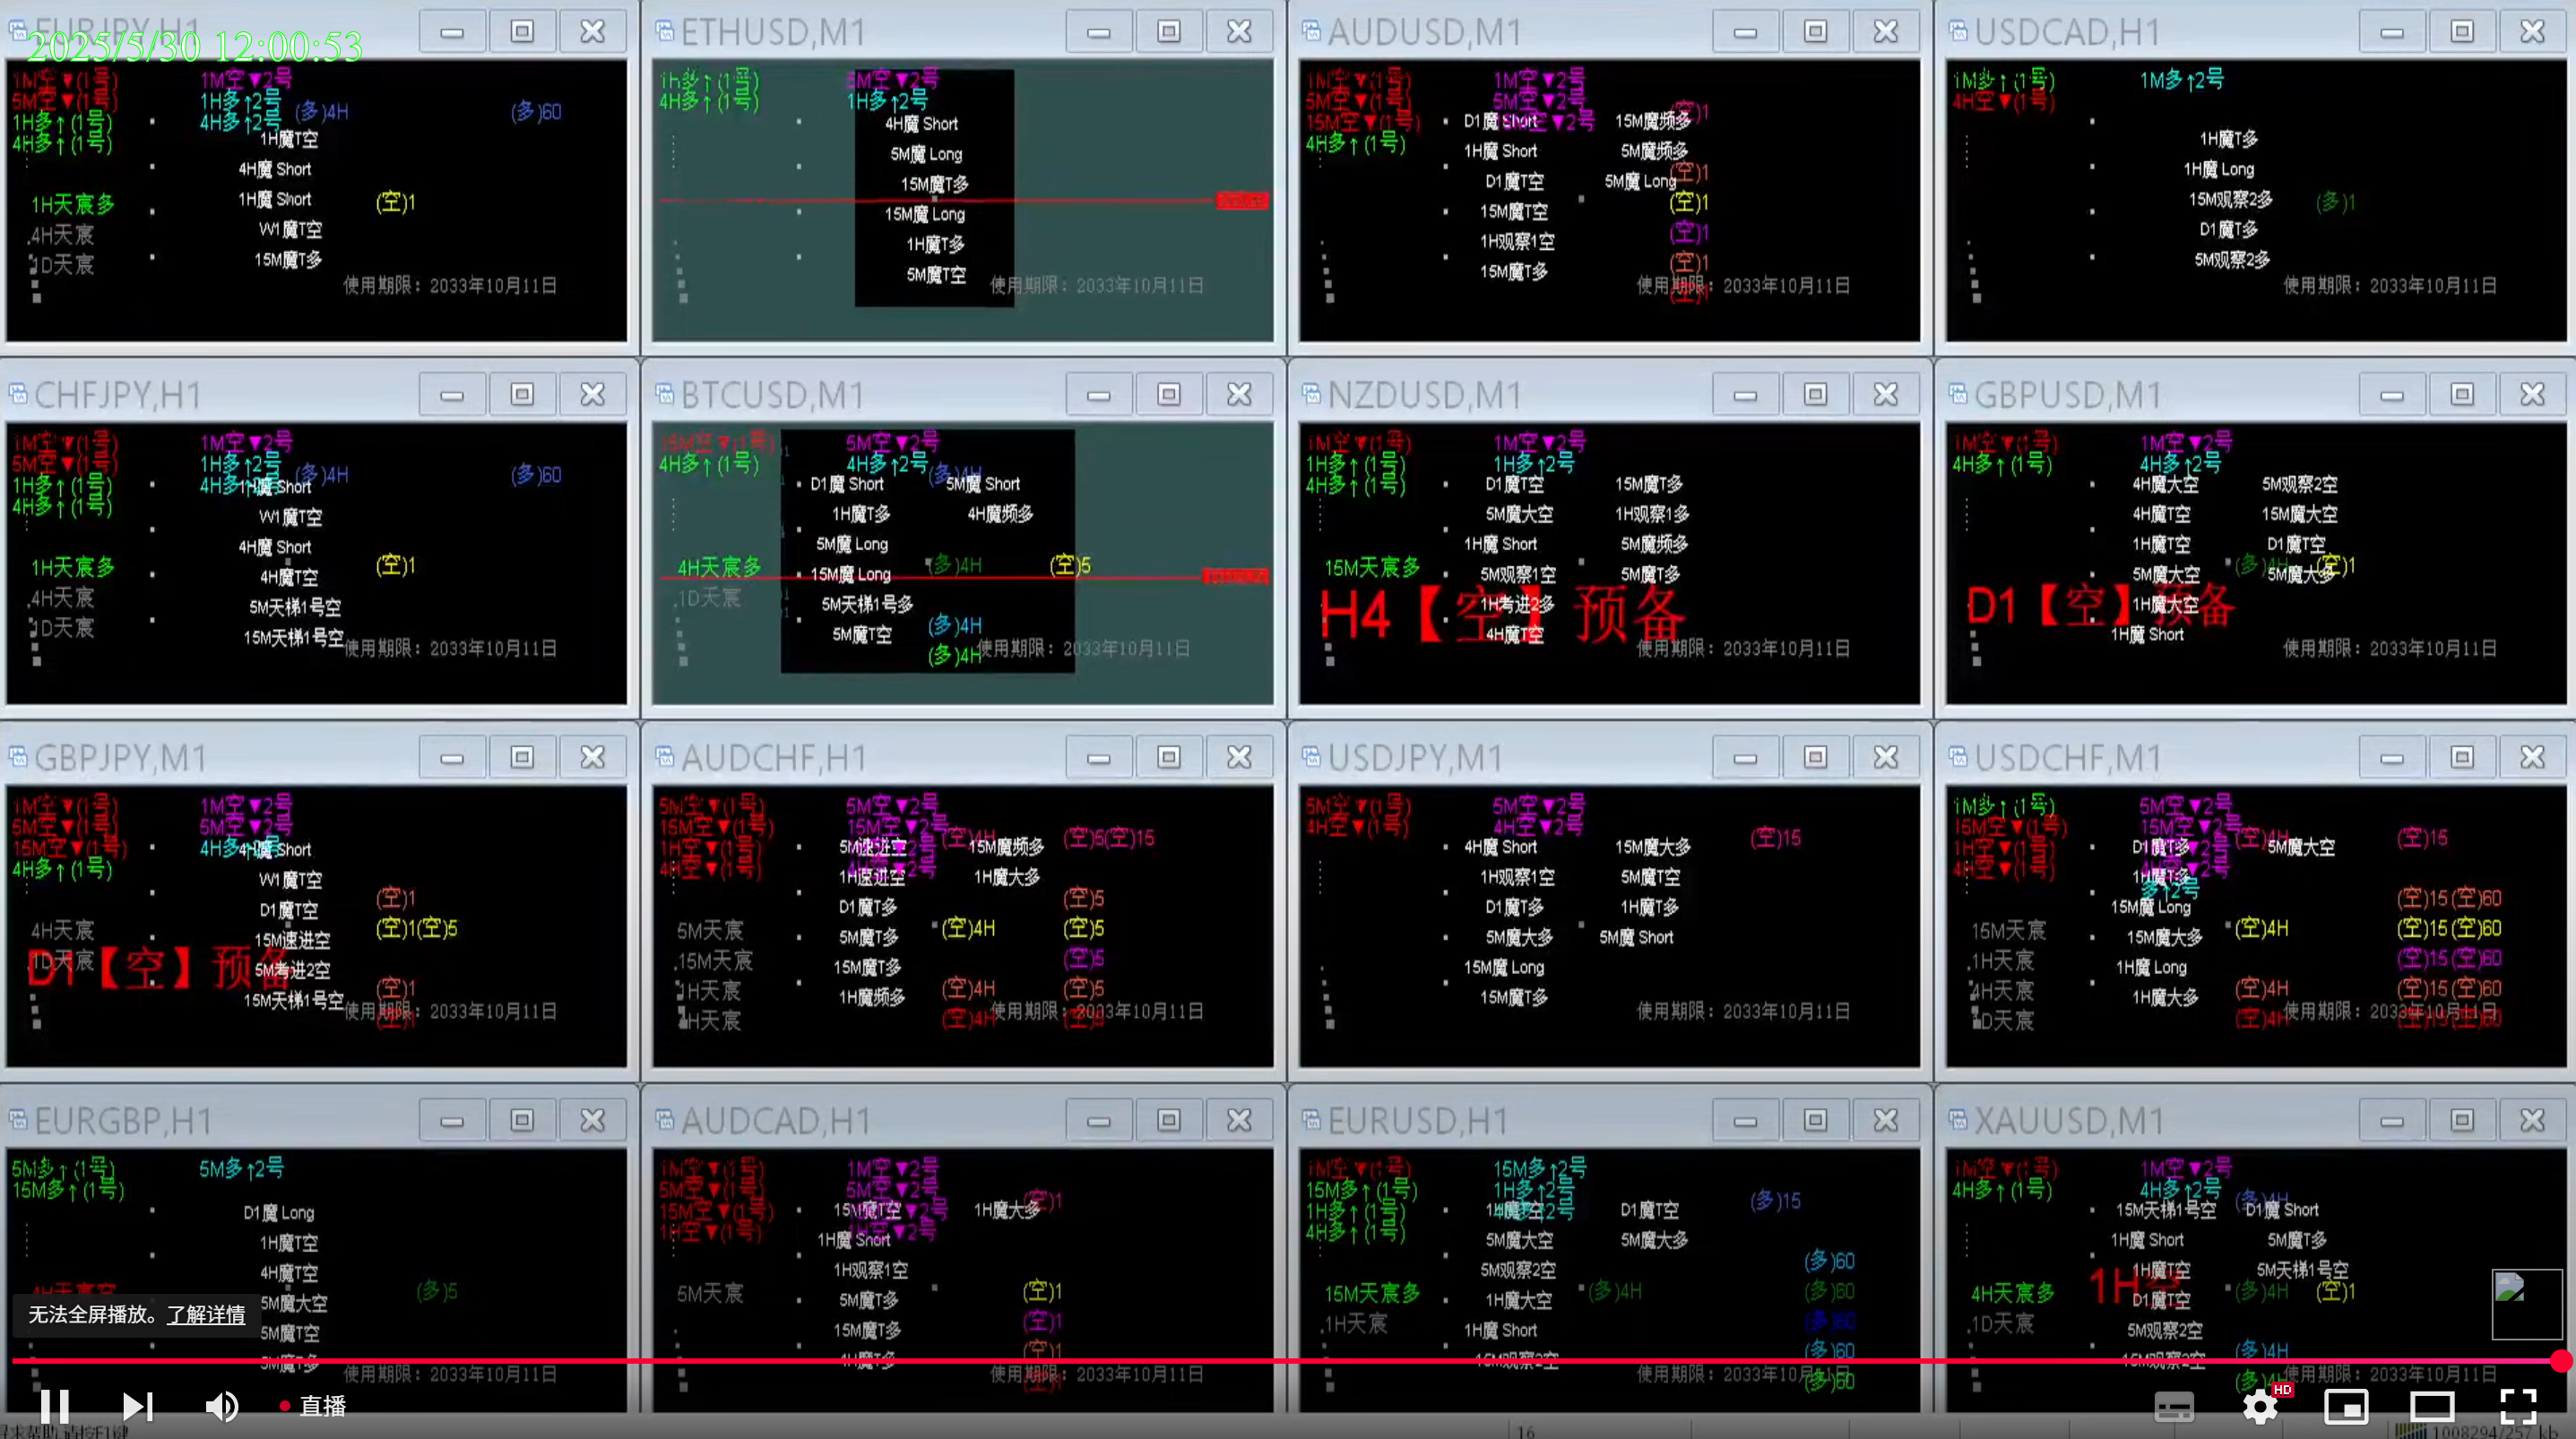 2025/5/30 12:00:53
EURJPY,H1
1M空▼(1号)
5M空▼(1号)
1H多↑(1号)
4H多↑(1号)
1M空▼2号
1H多↑2号
4H多↑2号
(多)4H
(多)60
1H魔T空
4H魔 Short
1H魔 Short
W1魔T空
15M魔T多
(空)1
1H天宸多
4H天宸
1D天宸
使用期限：2033年10月11日
ETHUSD,M1
1h多↑(1号)
4H多↑(1号)
1H多↑2号
4H魔 Short
5M魔 Long
15M魔T多
15M魔 Long
1H魔T多
5M魔T空
使用期限：2033年10月11日
AUDUSD,M1
1M空▼(1号)
5M空▼(1号)
15M空▼(1号)
4H多↑(1号)
1M空▼2号
5M空▼2号
D1魔 Short
15M魔频多
1H魔 Short
5M魔频多
D1魔T空
5M魔 Long
15M魔T空
1H观察1空
15M魔T多
(空)1
(空)1
(空)1
(空)1
(空)1
使用期限：2033年10月11日
USDCAD,H1
1M多↑(1号)
4H空▼(1号)
1M多↑2号
1H魔T多
1H魔 Long
15M观察2多
D1魔T多
5M观察2多
(多)1
使用期限：2033年10月11日
CHFJPY,H1
1M空▼(1号)
5M空▼(1号)
1H多↑(1号)
4H多↑(1号)
1M空▼2号
1H多↑2号
(多)4H
(多)60
1H魔 Short
W1魔T空
4H魔 Short
4H魔T空
5M天梯1号空
15M天梯1号空
(空)1
1H天宸多
4H天宸
1D天宸
使用期限：2033年10月11日
BTCUSD,M1
15M空▼(1号)
4H多↑(1号)
5M空▼2号
4H多↑2号
(多)4H
D1魔 Short
5M魔 Short
1H魔T多
4H魔频多
5M魔 Long
15M魔 Long
5M天梯1号多
5M魔T空
(多)4H
(空)5
(多)4H
(多)4H
4H天宸多
1D天宸
使用期限：2033年10月11日
NZDUSD,M1
1M空▼(1号)
1H多↑(1号)
4H多↑(1号)
1M空▼2号
1H多↑2号
D1魔T空
15M魔T多
5M魔大空
1H观察1多
1H魔 Short
5M魔频多
5M观察1空
5M魔T多
1H考进2多
4H魔T空
15M天宸多
H4【空】预备
使用期限：2033年10月11日
GBPUSD,M1
1M空▼(1号)
4H多↑(1号)
1M空▼2号
4H多↑2号
4H魔大空
5M观察2空
4H魔T空
15M魔大空
1H魔T空
D1魔T空
5M魔大空
5M魔大多
1H魔大空
1H魔 Short
(多)4H
(空)1
D1【空】预备
使用期限：2033年10月11日
GBPJPY,M1
1M空▼(1号)
5M空▼(1号)
15M空▼(1号)
4H多↑(1号)
1M空▼2号
5M空▼2号
4H魔 Short
W1魔T空
D1魔T空
15M速进空
5M考进2空
15M天梯1号空
(空)1
(空)1(空)5
(空)1
4H天宸
1D天宸
D1【空】预备
使用期限：2033年10月11日
AUDCHF,H1
5M空▼(1号)
15M空▼(1号)
1H空▼(1号)
4H空▼(1号)
5M空▼2号
15M空▼2号
(空)4H
(空)5(空)15
5M速进空
15M魔频多
1H速进空
1H魔大多
D1魔T多
5M魔T多
15M魔T多
1H魔频多
(空)5
(空)4H
(空)5
(空)5
(空)4H
(空)5
(空)4H
5M天宸
15M天宸
1H天宸
4H天宸
使用期限：2033年10月11日
USDJPY,M1
5M空▼(1号)
4H空▼(1号)
5M空▼2号
4H空▼2号
(空)15
4H魔 Short
15M魔大多
1H观察1空
5M魔T空
D1魔T多
1H魔T多
5M魔大多
5M魔 Short
15M魔 Long
15M魔T多
使用期限：2033年10月11日
USDCHF,M1
1M多↑(1号)
15M空▼(1号)
1H空▼(1号)
4H空▼(1号)
5M空▼2号
15M空▼2号
(空)4H
(空)15
D1魔T多
5M魔大空
1H魔T多
多↑2号
15M魔 Long
15M魔大多
1H魔 Long
1H魔大多
(空)15(空)60
(空)4H
(空)15(空)60
(空)15(空)60
(空)4H
(空)15(空)60
(空)4H
(空)15(空)60
15M天宸
1H天宸
4H天宸
1D天宸
使用期限：2033年10月11日
EURGBP,H1
5M多↑(1号)
15M多↑(1号)
5M多↑2号
D1魔 Long
1H魔T空
4H魔T空
5M魔大空
5M魔T空
5M魔T多
(多)5
4H天宸空
使用期限：2033年10月11日
AUDCAD,H1
1M空▼(1号)
5M空▼(1号)
15M空▼(1号)
1H空▼(1号)
1M空▼2号
5M空▼2号
15M魔T空
1H魔大多
(空)1
1H魔 Short
1H观察1空
5M魔T多
15M魔T多
4H魔T多
(空)1
(空)1
(空)1
(空)1
5M天宸
使用期限：2033年10月11日
EURUSD,H1
1M空▼(1号)
15M多↑(1号)
1H多↑(1号)
4H多↑(1号)
15M多↑2号
1H多↑2号
D1魔T空
5M魔大空
5M魔大多
5M观察2空
1H魔大空
1H魔 Short
15M观察2空
(多)15
(多)60
(多)4H
(多)60
(多)60
(多)60
(多)60
15M天宸多
1H天宸
使用期限：2033年10月11日
XAUUSD,M1
1M空▼(1号)
4H多↑(1号)
1M空▼2号
4H多↑2号
(多)4H
15M天梯1号空
D1魔 Short
1H魔 Short
5M魔T多
1H魔T空
5M天梯1号空
D1魔T空
5M观察2空
15M观察2空
(多)4H
(空)1
(多)4H
4H天宸多
1D天宸
使用期限：2033年10月11日
无法全屏播放。了解详情
直播
HD
16
1008294/257 kb